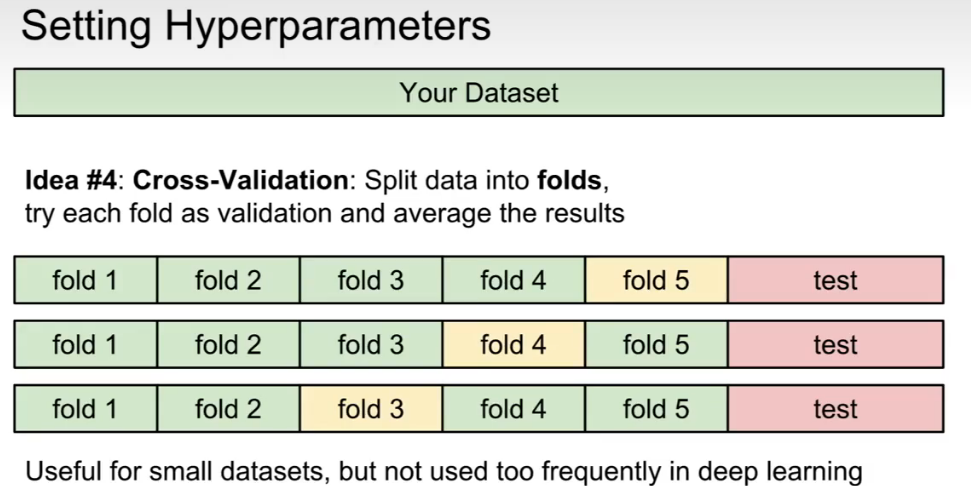 Setting Hyperparameters
Your Dataset
Idea #4: Cross-Validation: Split data into folds,
try each fold as validation and average the results
fold 1 fold 2 fold 3 fold 4 fold 5 test
fold 1 fold 2 fold 3 fold 4 fold 5 test
fold 1 fold 2 fold 3 fold 4 fold 5 test
Useful for small datasets, but not used too frequently in deep learning